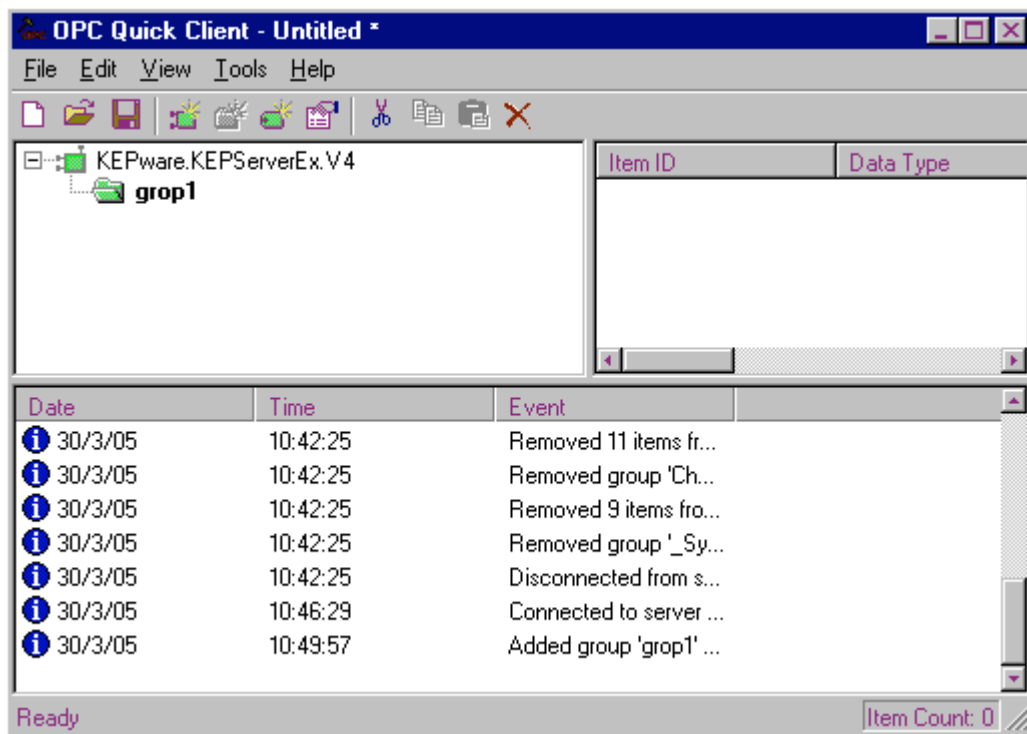 OPC Quick Client - Untitled *
File Edit View Tools Help
KEPware.KEPServerEx.V4
grop1
Item ID Data Type
Date Time Event
30/3/05 10:42:25 Removed 11 items fr...
30/3/05 10:42:25 Removed group 'Ch...
30/3/05 10:42:25 Removed 9 items fro...
30/3/05 10:42:25 Removed group '_Sy...
30/3/05 10:42:25 Disconnected from s...
30/3/05 10:46:29 Connected to server ...
30/3/05 10:49:57 Added group 'grop1' ...
Ready Item Count: 0